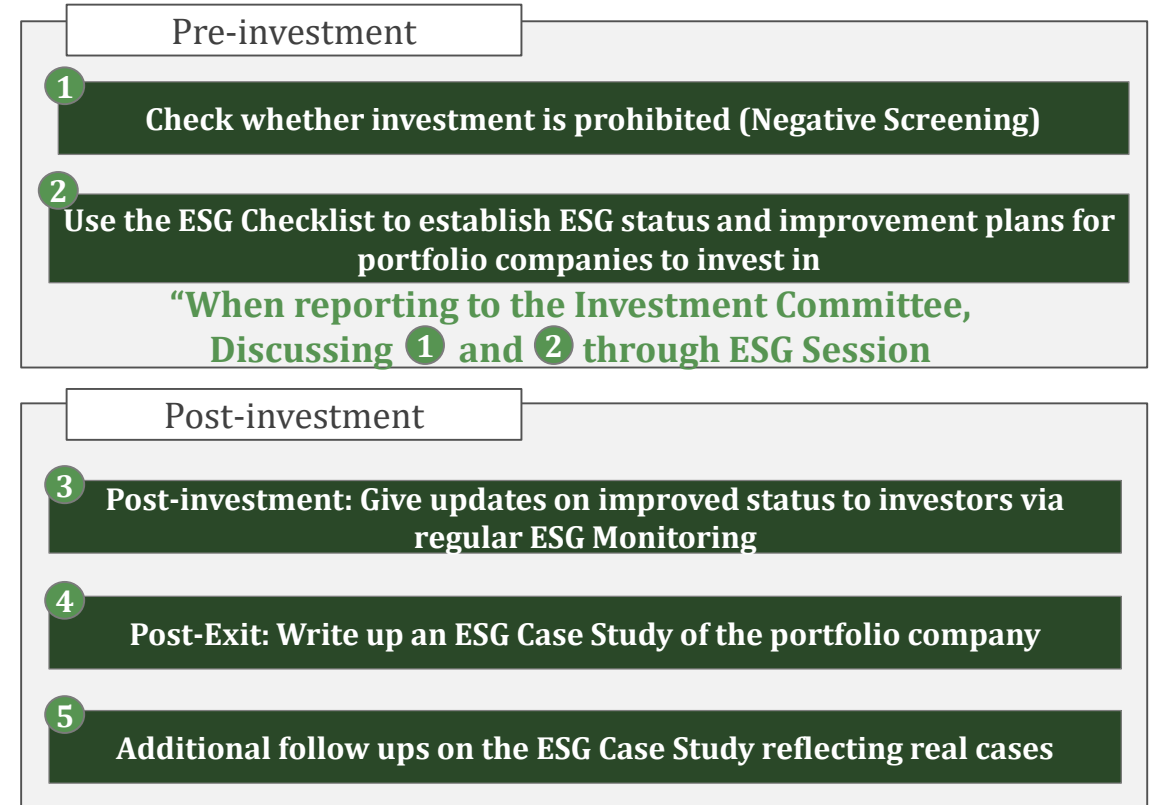 Pre-investment
1
Check whether investment is prohibited (Negative Screening)
2
Use the ESG Checklist to establish ESG status and improvement plans for
portfolio companies to invest in
“When reporting to the Investment Committee,
Discussing 1 and 2 through ESG Session
Post-investment
3
Post-investment: Give updates on improved status to investors via
regular ESG Monitoring
4
Post-Exit: Write up an ESG Case Study of the portfolio company
5
Additional follow ups on the ESG Case Study reflecting real cases